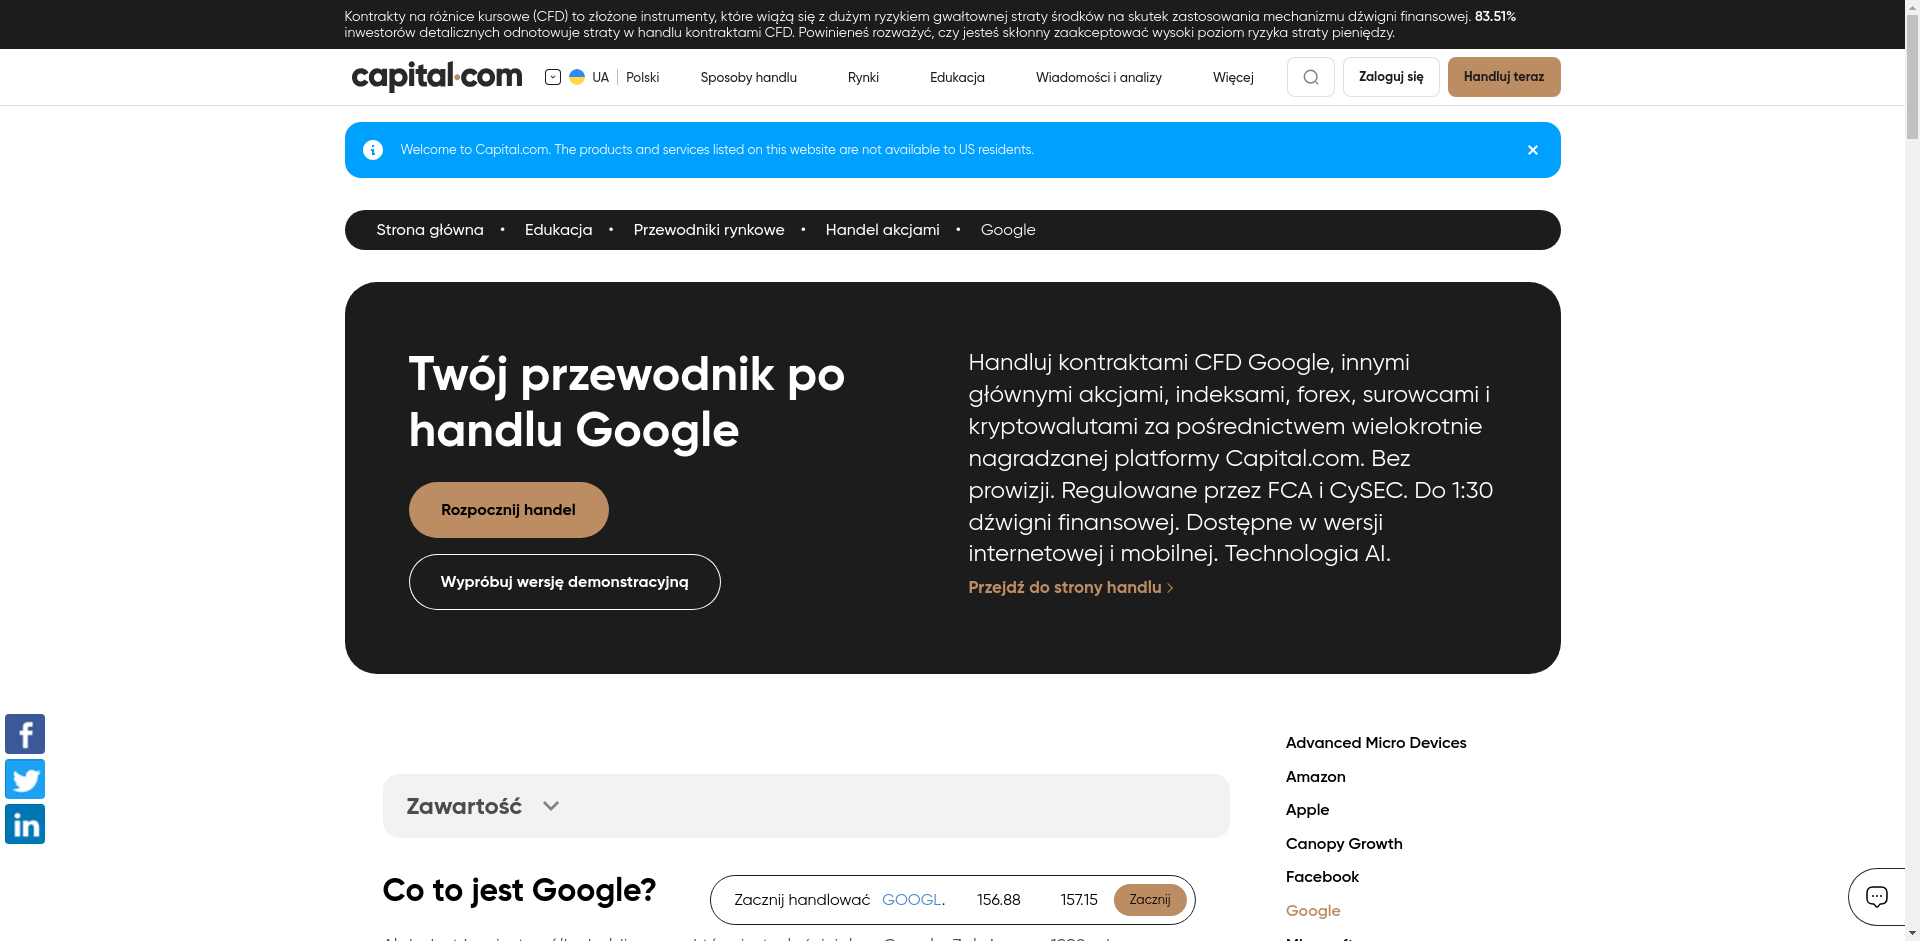 Kontrakty na różnice kursowe (CFD) to złożone instrumenty, które wiążą się z dużym ryzykiem gwałtownej straty środków na skutek zastosowania mechanizmu dźwigni finansowej. 83.51%
inwestorów detalicznych odnotowuje straty w handlu kontraktami CFD. Powinieneś rozważyć, czy jesteś skłonny zaakceptować wysoki poziom ryzyka straty pieniędzy.
capital.com UA Polski Sposoby handlu Rynki Edukacja Wiadomości i analizy Więcej Zaloguj się Handluj teraz
Welcome to Capital.com. The products and services listed on this website are not available to US residents.
Strona główna • Edukacja • Przewodniki rynkowe • Handel akcjami • Google
Twój przewodnik po
handlu Google
Rozpocznij handel
Wypróbuj wersję demonstracyjną
Handluj kontraktami CFD Google, innymi
głównymi akcjami, indeksami, forex, surowcami i
kryptowalutami za pośrednictwem wielokrotnie
nagradzanej platformy Capital.com. Bez
prowizji. Regulowane przez FCA i CySEC. Do 1:30
dźwigni finansowej. Dostępne w wersji
internetowej i mobilnej. Technologia AI.
Przejdź do strony handlu
Zawartość
Co to jest Google?
Zacznij handlować GOOGL. 156.88 157.15 Zacznij
Advanced Micro Devices
Amazon
Apple
Canopy Growth
Facebook
Google